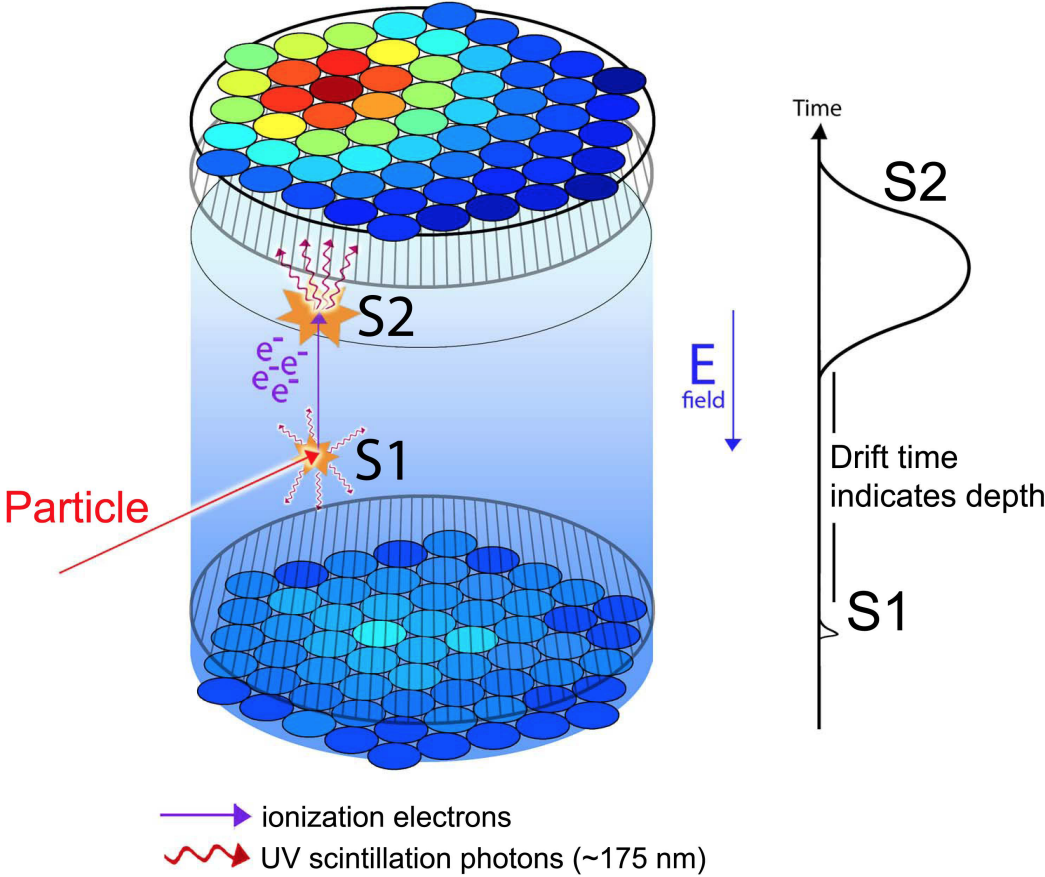 Time
S2
S2
e-
e-
e-
e-
E
field
S1
Particle
Drift time
indicates depth
S1
ionization electrons
UV scintillation photons (~175 nm)